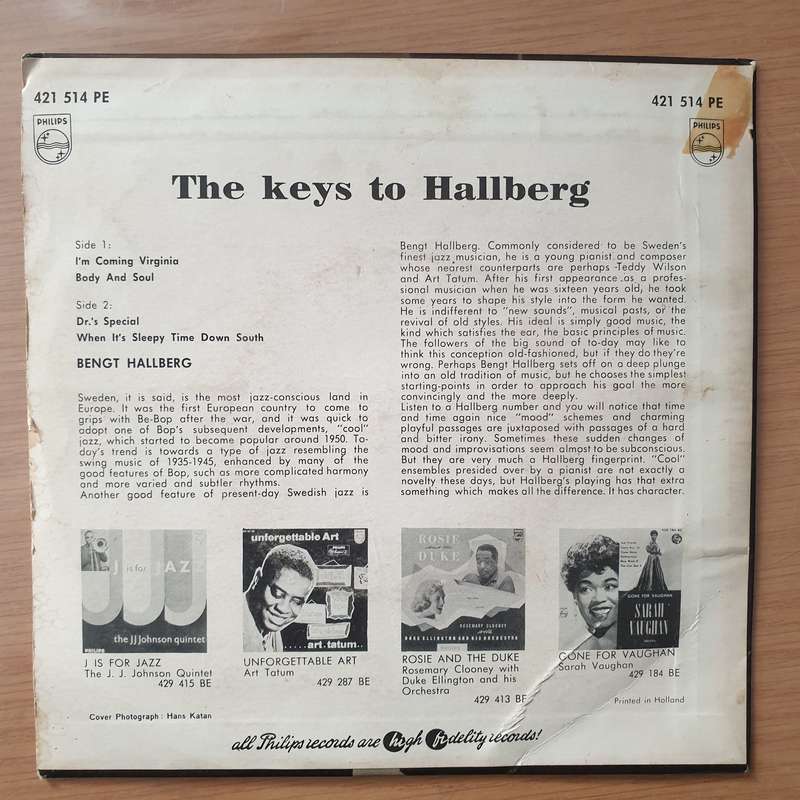 421 514 PE
421 514 PE
PHILIPS
PHILIPS
The keys to Hallberg
Side 1:
I'm Coming Virginia
Body And Soul
Side 2:
Dr.'s Special
When It's Sleepy Time Down South
BENGT HALLBERG
Sweden, it is said, is the most jazz-conscious land in
Europe. It was the first European country to come to
grips with Be-Bop after the war, and it was quick to
adopt one of Bop's subsequent developments, "cool"
jazz, which started to become popular around 1950. To-
day's trend is towards a type of jazz resembling the
swing music of 1935-1945, enhanced by many of the
good features of Bop, such as more complicated harmony
and more varied and subtler rhythms.
Another good feature of present-day Swedish jazz is
Bengt Hallberg. Commonly considered to be Sweden's
finest jazz musician, he is a young pianist and composer
whose nearest counterparts are perhaps Teddy Wilson
and Art Tatum. After his first appearance as a profes-
sional musician when he was sixteen years old, he took
some years to shape his style into the form he wanted.
He is indifferent to "new sounds", musical pasts, or the
revival of old styles. His ideal is simply good music, the
kind which satisfies the ear, the basic principles of music.
The followers of the big sound of to-day may like to
think this conception old-fashioned, but if they do they're
wrong. Perhaps Bengt Hallberg sets off on a deep plunge
into an old tradition of music, but he chooses the simplest
starting-points in order to approach his goal the more
convincingly and the more deeply.
Listen to a Hallberg number and you will notice that time
and time again nice "mood" schemes and charming
playful passages are juxtaposed with passages of a hard
and bitter irony. Sometimes these sudden changes of
mood and improvisations seem almost to be subconscious.
But they are very much a Hallberg fingerprint. "Cool"
ensembles presided over by a pianist are not exactly a
novelty these days, but Hallberg's playing has that extra
something which makes all the difference. It has character.
J is for JAZZ
the JJ Johnson quintet
PHILIPS
unforgettable Art
...art.tatum..
ROSIE
and the
DUKE
ROSEMARY CLOONEY
with
DUKE ELLINGTON AND HIS ORCHESTRA
GONE FOR VAUGHAN
SARAH
VAUGHAN
J IS FOR JAZZ
The J. J. Johnson Quintet
429 415 BE
UNFORGETTABLE ART
Art Tatum
429 287 BE
ROSIE AND THE DUKE
Rosemary Clooney with
Duke Ellington and his
Orchestra
429 413 BE
GONE FOR VAUGHAN
Sarah Vaughan
429 184 BE
Printed in Holland
Cover Photograph : Hans Katan
all Philips records are high fidelity records!